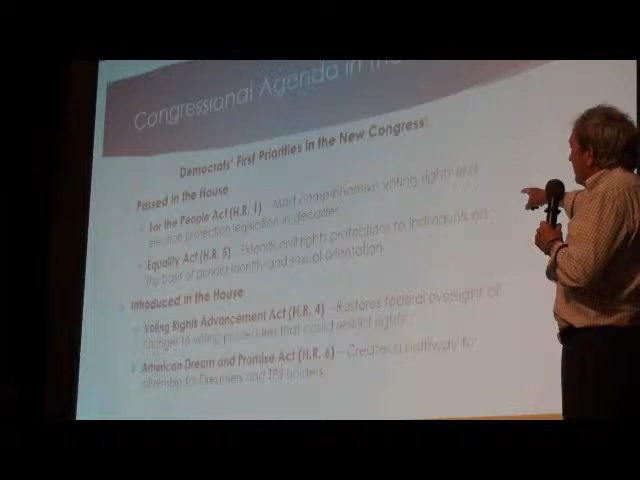 Congressional Agenda in the
Democrats' First Priorities in the New Congress:
Passed in the House
For the People Act (H.R. 1) – Most comprehensive voting rights and
election protection legislation in decades
Equality Act (H.R. 5) – Extends civil rights protections to individuals on
the basis of gender identity and sexual orientation
Introduced in the House
Voting Rights Advancement Act (H.R. 4) – Restores federal oversight of
changes to voting procedures that could restrict rights
American Dream and Promise Act (H.R. 6) – Creates a pathway to
citizenship for Dreamers and TPS holders